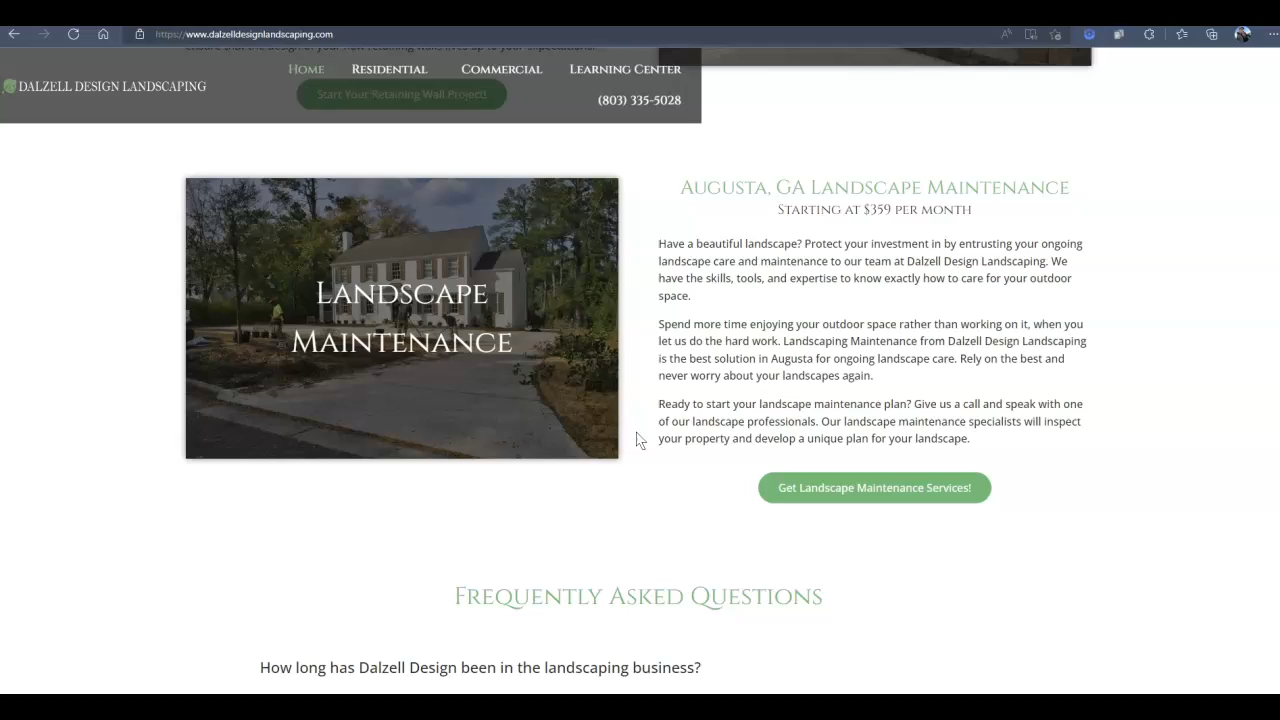 https://www.dalzelldesignlandscaping.com
DALZELL DESIGN LANDSCAPING
Home Residential Commercial Learning Center
Start Your Retaining Wall Project!
(803) 335-5028
Landscape
Maintenance
Augusta, GA Landscape Maintenance
Starting at $359 per month
Have a beautiful landscape? Protect your investment in by entrusting your ongoing
landscape care and maintenance to our team at Dalzell Design Landscaping. We
have the skills, tools, and expertise to know exactly how to care for your outdoor
space.
Spend more time enjoying your outdoor space rather than working on it, when you
let us do the hard work. Landscaping Maintenance from Dalzell Design Landscaping
is the best solution in Augusta for ongoing landscape care. Rely on the best and
never worry about your landscapes again.
Ready to start your landscape maintenance plan? Give us a call and speak with one
of our landscape professionals. Our landscape maintenance specialists will inspect
your property and develop a unique plan for your landscape.
Get Landscape Maintenance Services!
Frequently Asked Questions
How long has Dalzell Design been in the landscaping business?